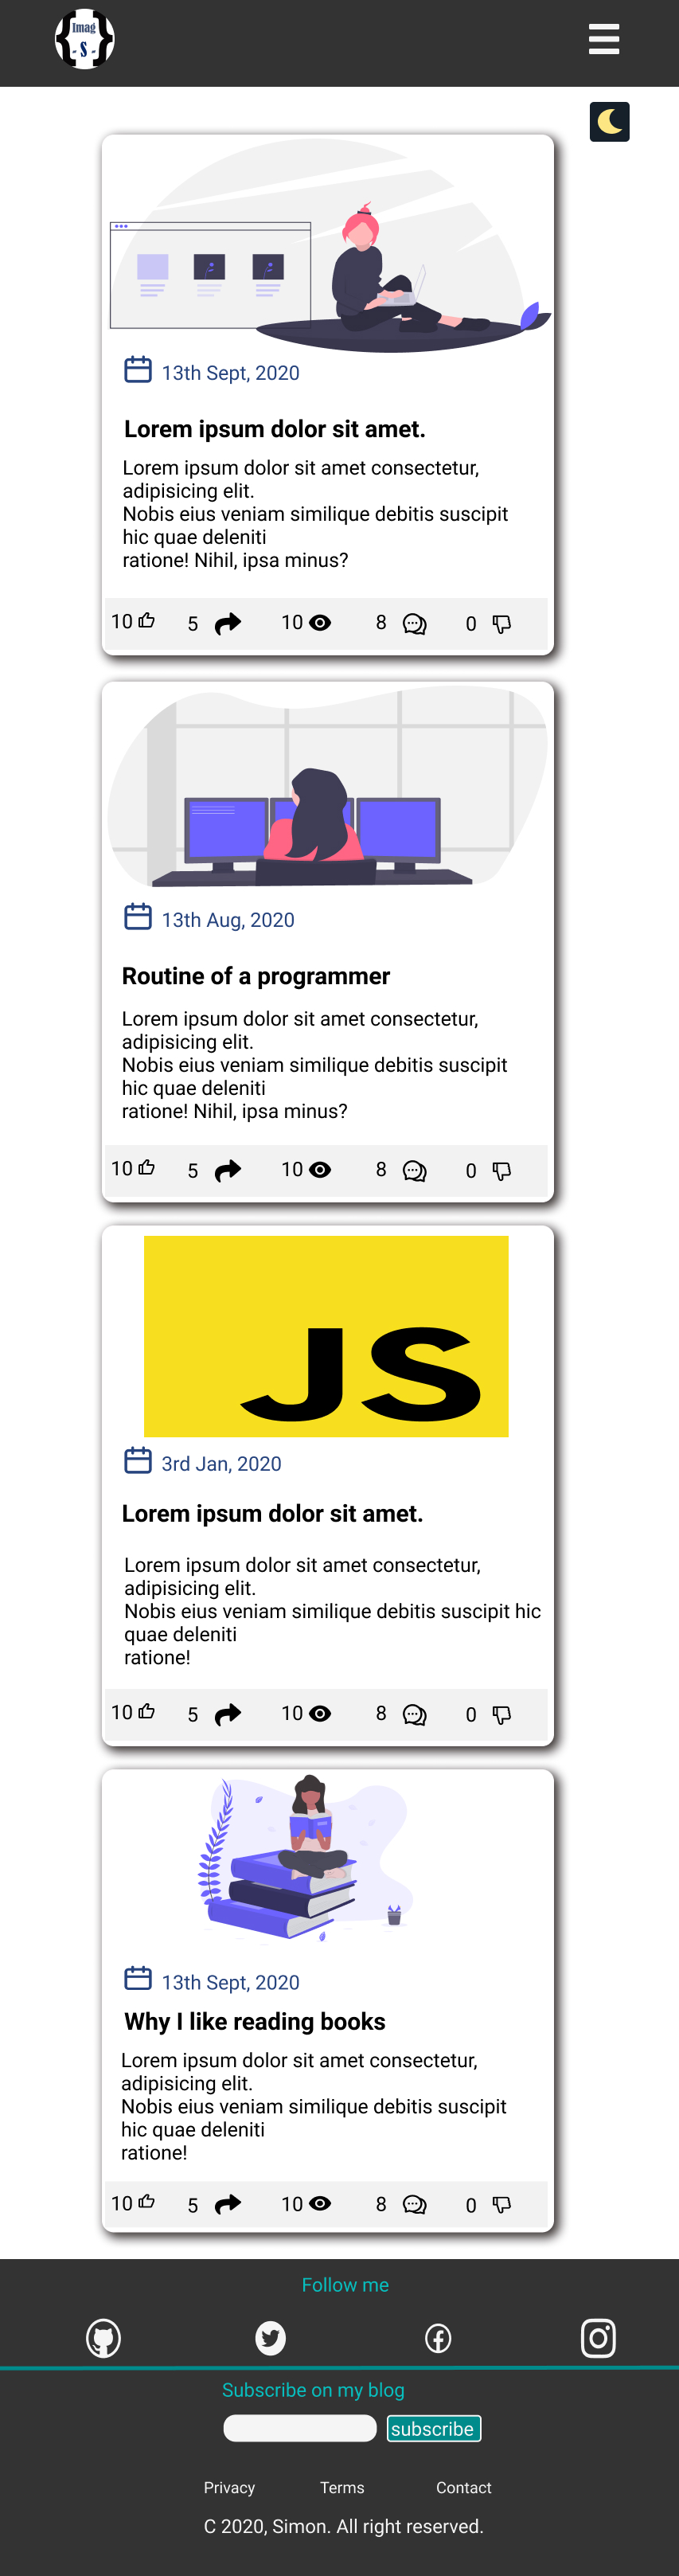 Imag
- S -
13th Sept, 2020
Lorem ipsum dolor sit amet.
Lorem ipsum dolor sit amet consectetur,
adipisicing elit.
Nobis eius veniam similique debitis suscipit
hic quae deleniti
ratione! Nihil, ipsa minus?
10 5 10 8 0
13th Aug, 2020
Routine of a programmer
Lorem ipsum dolor sit amet consectetur,
adipisicing elit.
Nobis eius veniam similique debitis suscipit
hic quae deleniti
ratione! Nihil, ipsa minus?
10 5 10 8 0
JS
3rd Jan, 2020
Lorem ipsum dolor sit amet.
Lorem ipsum dolor sit amet consectetur,
adipisicing elit.
Nobis eius veniam similique debitis suscipit hic
quae deleniti
ratione!
10 5 10 8 0
13th Sept, 2020
Why I like reading books
Lorem ipsum dolor sit amet consectetur,
adipisicing elit.
Nobis eius veniam similique debitis suscipit
hic quae deleniti
ratione!
10 5 10 8 0
Follow me
Subscribe on my blog
subscribe
Privacy Terms Contact
C 2020, Simon. All right reserved.